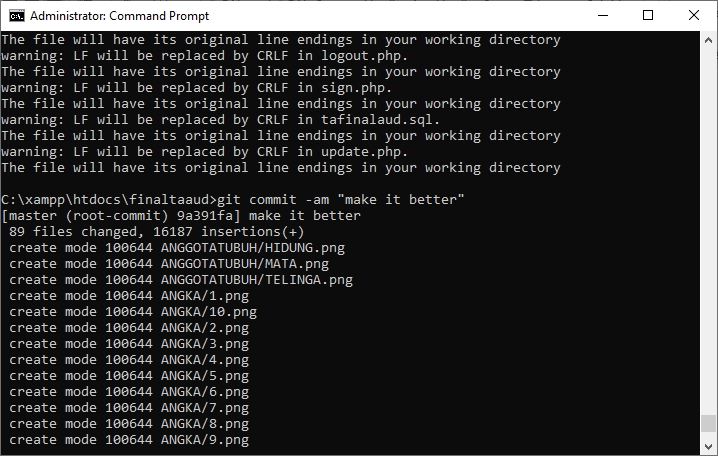 Administrator: Command Prompt
The file will have its original line endings in your working directory
warning: LF will be replaced by CRLF in logout.php.
The file will have its original line endings in your working directory
warning: LF will be replaced by CRLF in sign.php.
The file will have its original line endings in your working directory
warning: LF will be replaced by CRLF in tafinalaud.sql.
The file will have its original line endings in your working directory
warning: LF will be replaced by CRLF in update.php.
The file will have its original line endings in your working directory
C:\xampp\htdocs\finaltaaud>git commit -am "make it better"
[master (root-commit) 9a391fa] make it better
89 files changed, 16187 insertions(+)
create mode 100644 ANGGOTATUBUH/HIDUNG.png
create mode 100644 ANGGOTATUBUH/MATA.png
create mode 100644 ANGGOTATUBUH/TELINGA.png
create mode 100644 ANGKA/1.png
create mode 100644 ANGKA/10.png
create mode 100644 ANGKA/2.png
create mode 100644 ANGKA/3.png
create mode 100644 ANGKA/4.png
create mode 100644 ANGKA/5.png
create mode 100644 ANGKA/6.png
create mode 100644 ANGKA/7.png
create mode 100644 ANGKA/8.png
create mode 100644 ANGKA/9.png